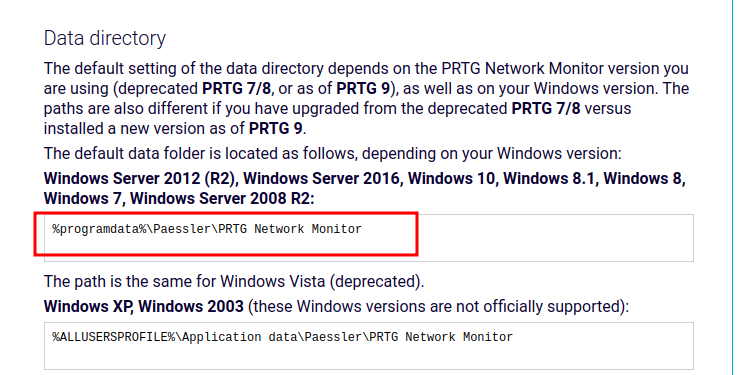 Data directory
The default setting of the data directory depends on the PRTG Network Monitor version you
are using (deprecated PRTG 7/8, or as of PRTG 9), as well as on your Windows version. The
paths are also different if you have upgraded from the deprecated PRTG 7/8 versus
installed a new version as of PRTG 9.
The default data folder is located as follows, depending on your Windows version:
Windows Server 2012 (R2), Windows Server 2016, Windows 10, Windows 8.1, Windows 8,
Windows 7, Windows Server 2008 R2:
%programdata%\Paessler\PRTG Network Monitor
The path is the same for Windows Vista (deprecated).
Windows XP, Windows 2003 (these Windows versions are not officially supported):
%ALLUSERSPROFILE%\Application data\Paessler\PRTG Network Monitor